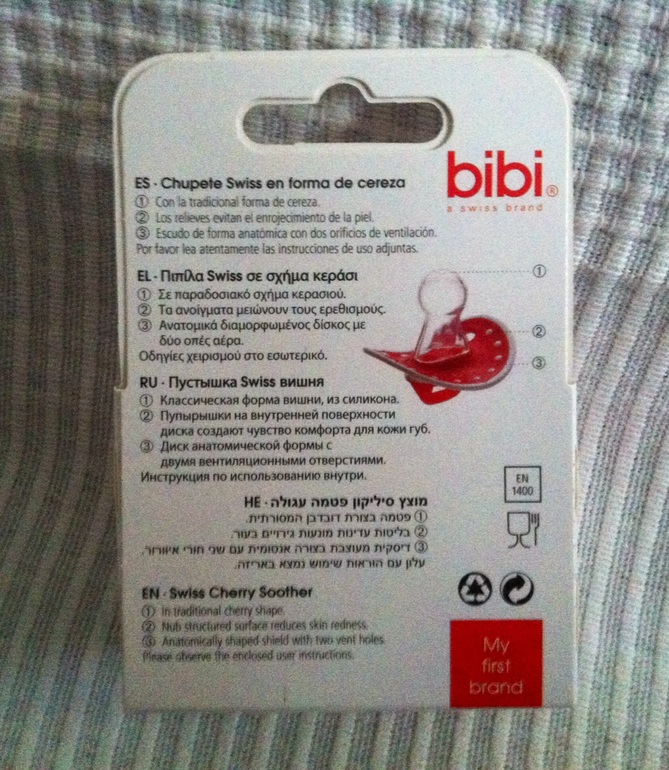 bibi®
a swiss brand
ES · Chupete Swiss en forma de cereza
① Con la tradicional forma de cereza.
② Los relieves evitan el enrojecimiento de la piel.
③ Escudo de forma anatómica con dos orificios de ventilación.
Por favor lea atentamente las instrucciones de uso adjuntas.
EL · Πιπίλα Swiss σε σχήμα κεράσι
① Σε παραδοσιακό σχήμα κερασιού.
② Τα ανοίγματα μειώνουν τους ερεθισμούς.
③ Ανατομικά διαμορφωμένος δίσκος με
δύο οπές αέρα.
Οδηγίες χειρισμού στο εσωτερικό.
①
②
③
RU · Пустышка Swiss вишня
① Классическая форма вишни, из силикона.
② Пупырышки на внутренней поверхности
диска создают чувство комфорта для кожи губ.
③ Диск анатомической формы с
двумя вентиляционными отверстиями.
Инструкция по использованию внутри.
HE · מוצץ סיליקון פטמה עגולה
① פטמה בצורת דובדבן המסורתית.
② בליטות עדינות מונעות גירויים בעור.
③ דיסקית מעוצבת בצורה אנטומית עם שני חורי איוורור.
עלון עם הוראות שימוש נמצא באריזה.
EN
1400
EN · Swiss Cherry Soother
① In traditional cherry shape.
② Nub structured surface reduces skin redness.
③ Anatomically shaped shield with two vent holes.
Please observe the enclosed user instructions.
My
first
brand